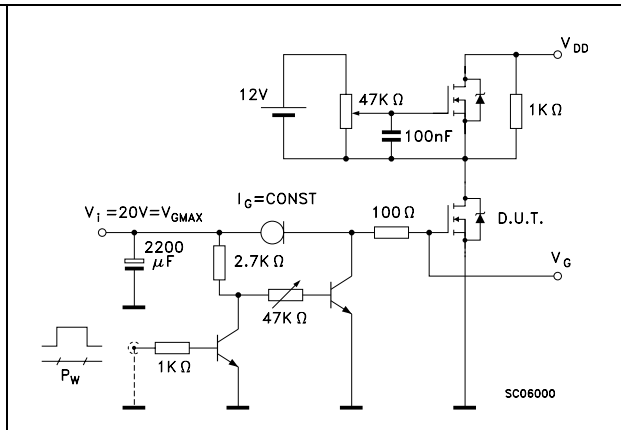 V_DD
12V
47KΩ
1KΩ
100nF
I_G=CONST
V_i=20V=V_GMAX
100Ω
D.U.T.
2200
μF
2.7KΩ
V_G
47KΩ
1KΩ
P_W
SC06000